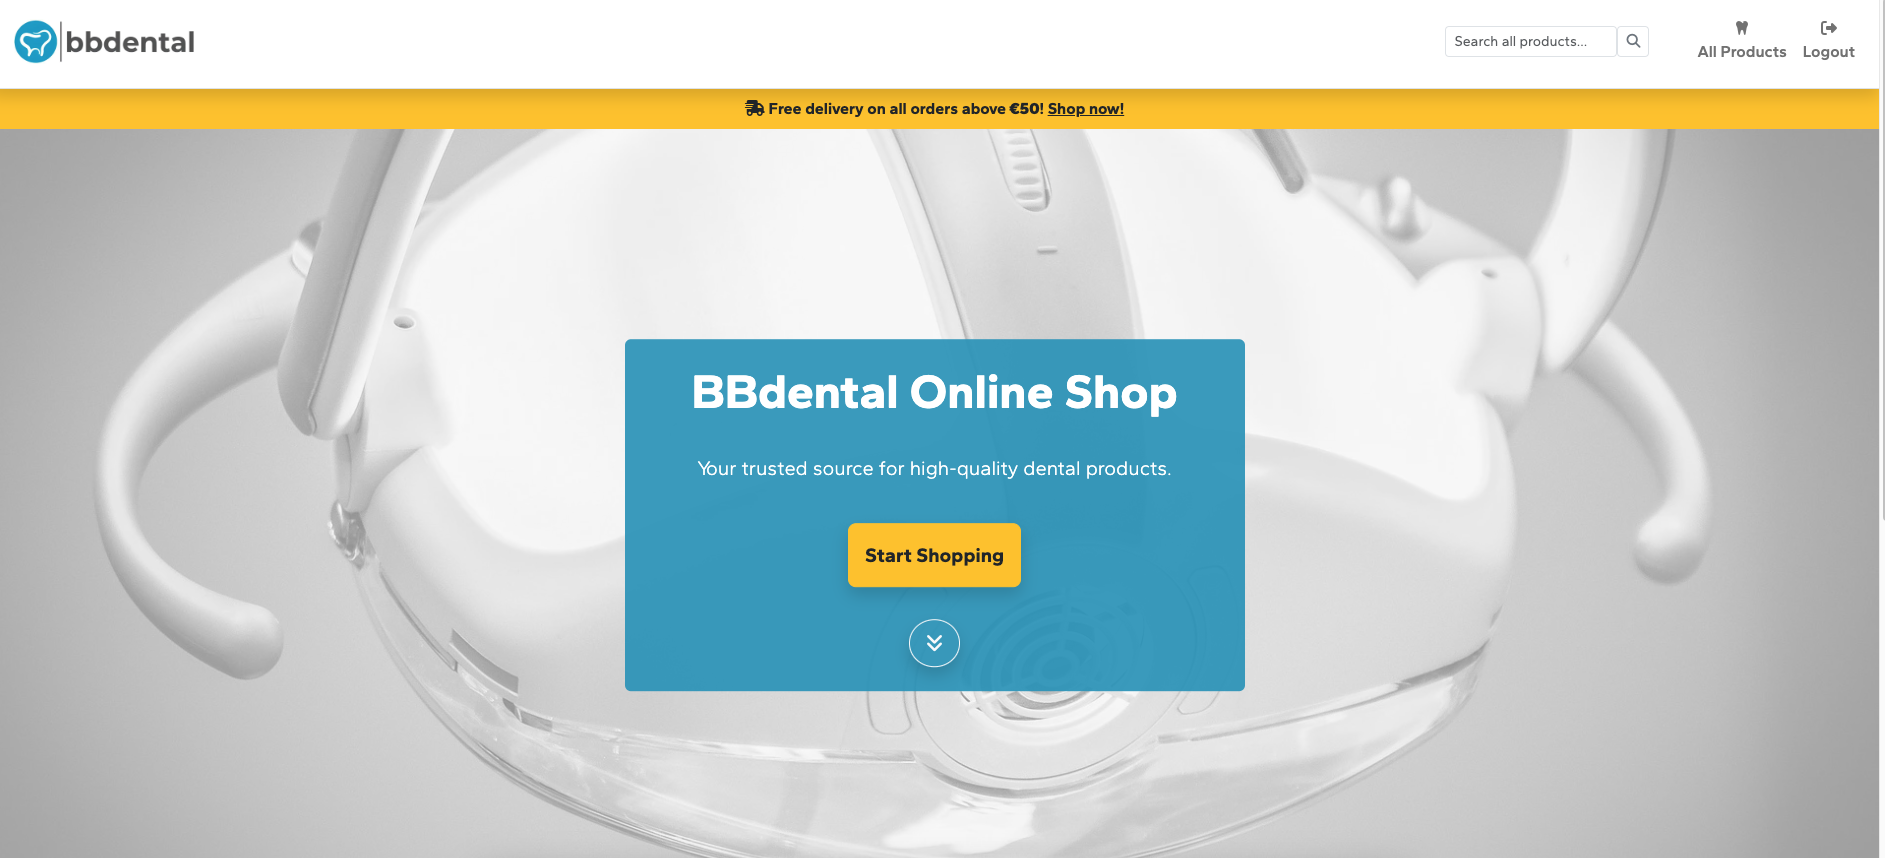 bbdental
Search all products...
All Products
Logout
Free delivery on all orders above €50! Shop now!
BBdental Online Shop
Your trusted source for high-quality dental products.
Start Shopping